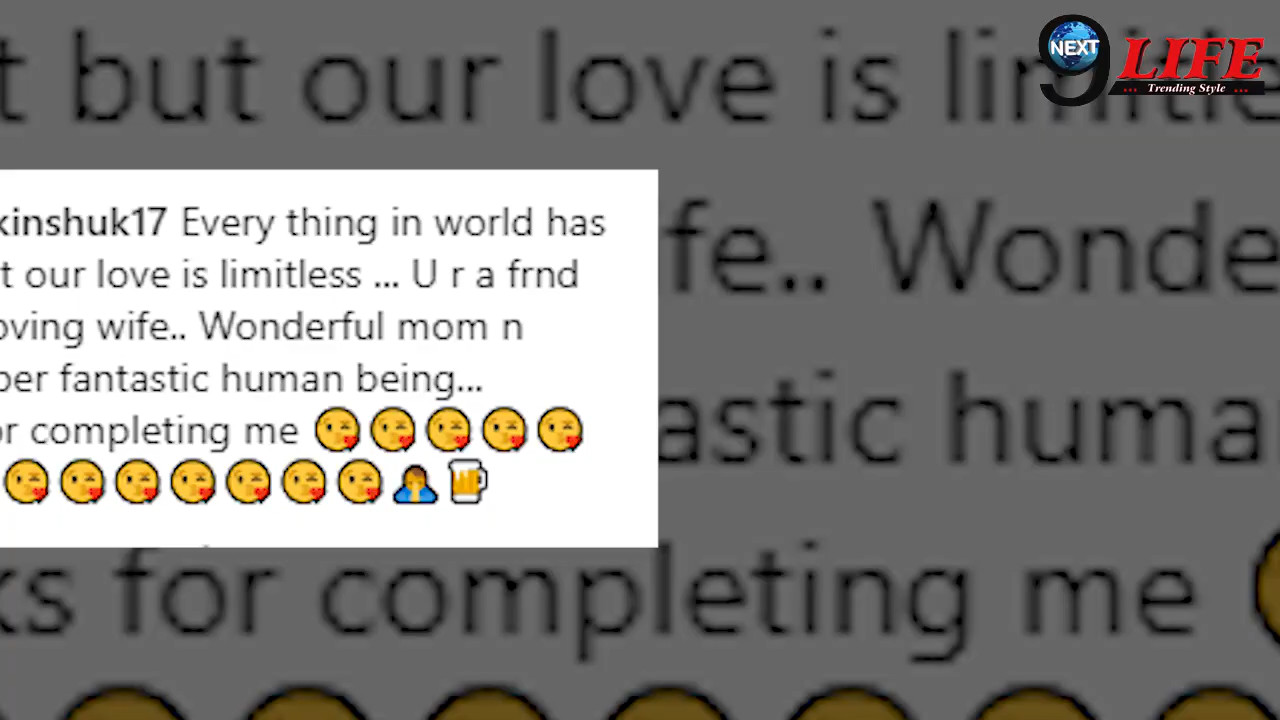 t but our love is limitle
NEXT
9 LIFE
... Trending Style ...
kinshuk17 Every thing in world has
t our love is limitless ... U r a frnd
oving wife.. Wonderful mom n
per fantastic human being...
or completing me 😘😘😘😘😘
😘😘😘😘😘😘😘🤦‍♂️🍺
fe.. Wonde
astic huma
ks for completing me